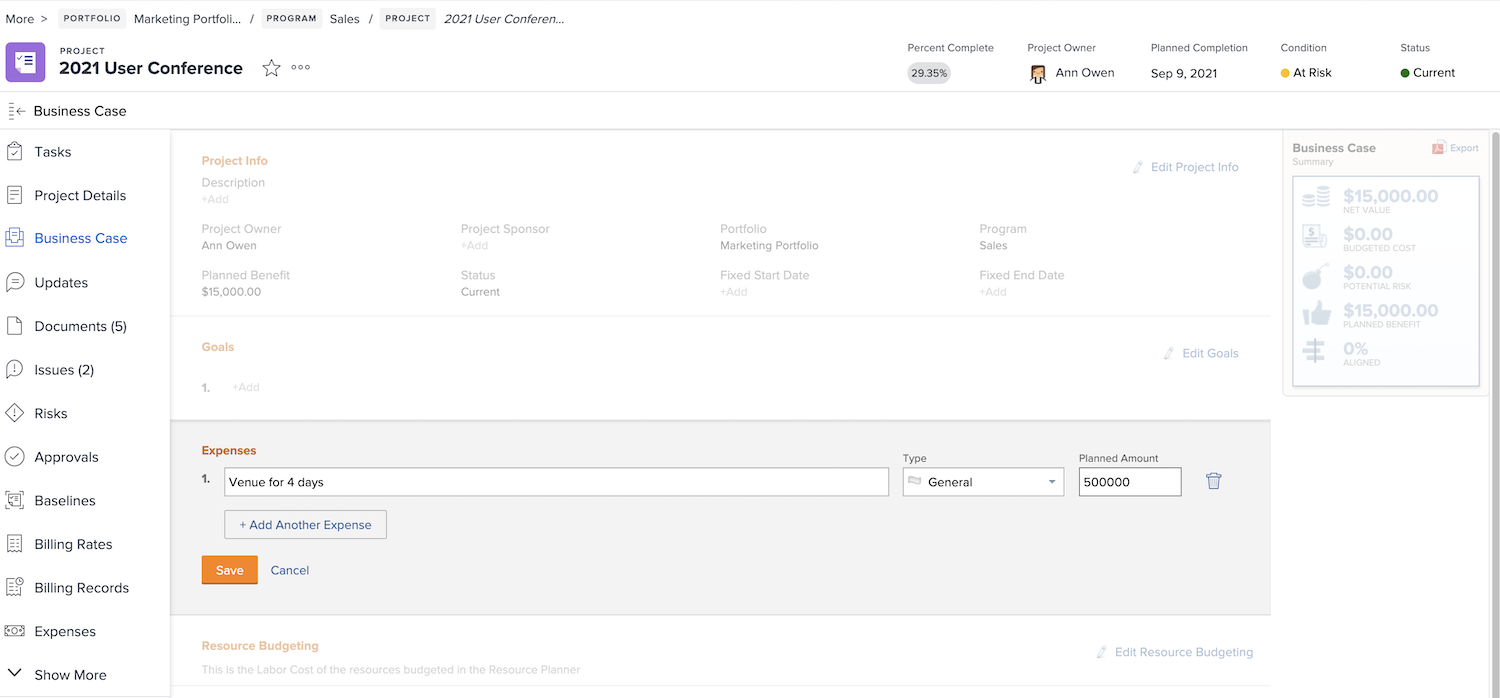 More > PORTFOLIO Marketing Portfoli... / PROGRAM Sales / PROJECT 2021 User Conferen...
PROJECT
2021 User Conference
Percent Complete Project Owner Planned Completion Condition Status
29.35% Ann Owen Sep 9, 2021 At Risk Current
Business Case
Tasks
Project Details
Business Case
Updates
Documents (5)
Issues (2)
Risks
Approvals
Baselines
Billing Rates
Billing Records
Expenses
Show More
Project Info
Edit Project Info
Description
+Add
Project Owner Project Sponsor Portfolio Program
Ann Owen +Add Marketing Portfolio Sales
Planned Benefit Status Fixed Start Date Fixed End Date
$15,000.00 Current +Add +Add
Goals
Edit Goals
1. +Add
Expenses
Type Planned Amount
1. Venue for 4 days General 500000
+ Add Another Expense
Save Cancel
Resource Budgeting
Edit Resource Budgeting
This is the Labor Cost of the resources budgeted in the Resource Planner
Business Case Export
Summary
$15,000.00
NET VALUE
$0.00
BUDGETED COST
$0.00
POTENTIAL RISK
$15,000.00
PLANNED BENEFIT
0%
ALIGNED